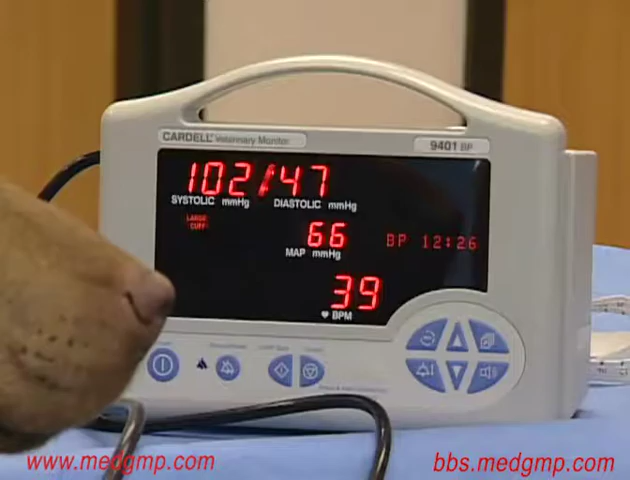 CARDELL® Veterinary Monitor
9401 BP
102/47
SYSTOLIC mmHg DIASTOLIC mmHg
LARGE
CUFF
66
MAP mmHg
BP 12:26
39
♥ BPM
www.medgmp.com
bbs.medgmp.com